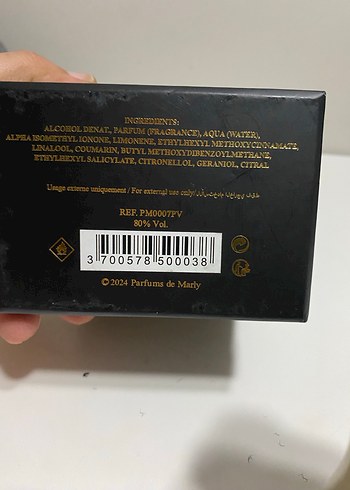 INGREDIENTS:
ALCOHOL DENAT., PARFUM (FRAGRANCE), AQUA (WATER),
ALPHA ISOMETHYL IONONE, LIMONENE, ETHYLHEXYL METHOXYCINNAMATE,
LINALOOL, COUMARIN, BUTYL METHOXYDIBENZOYLMETHANE,
ETHYLHEXYL SALICYLATE, CITRONELLOL, GERANIOL, CITRAL
Usage externe uniquement / For external use only/
REF. PM0007PV
80% Vol.
3 700578 500038
© 2024 Parfums de Marly